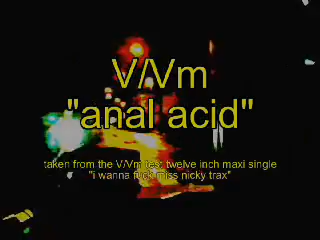 V/Vm
"anal acid"
taken from the V/Vm test twelve inch maxi single
"i wanna fuck miss nicky trax"